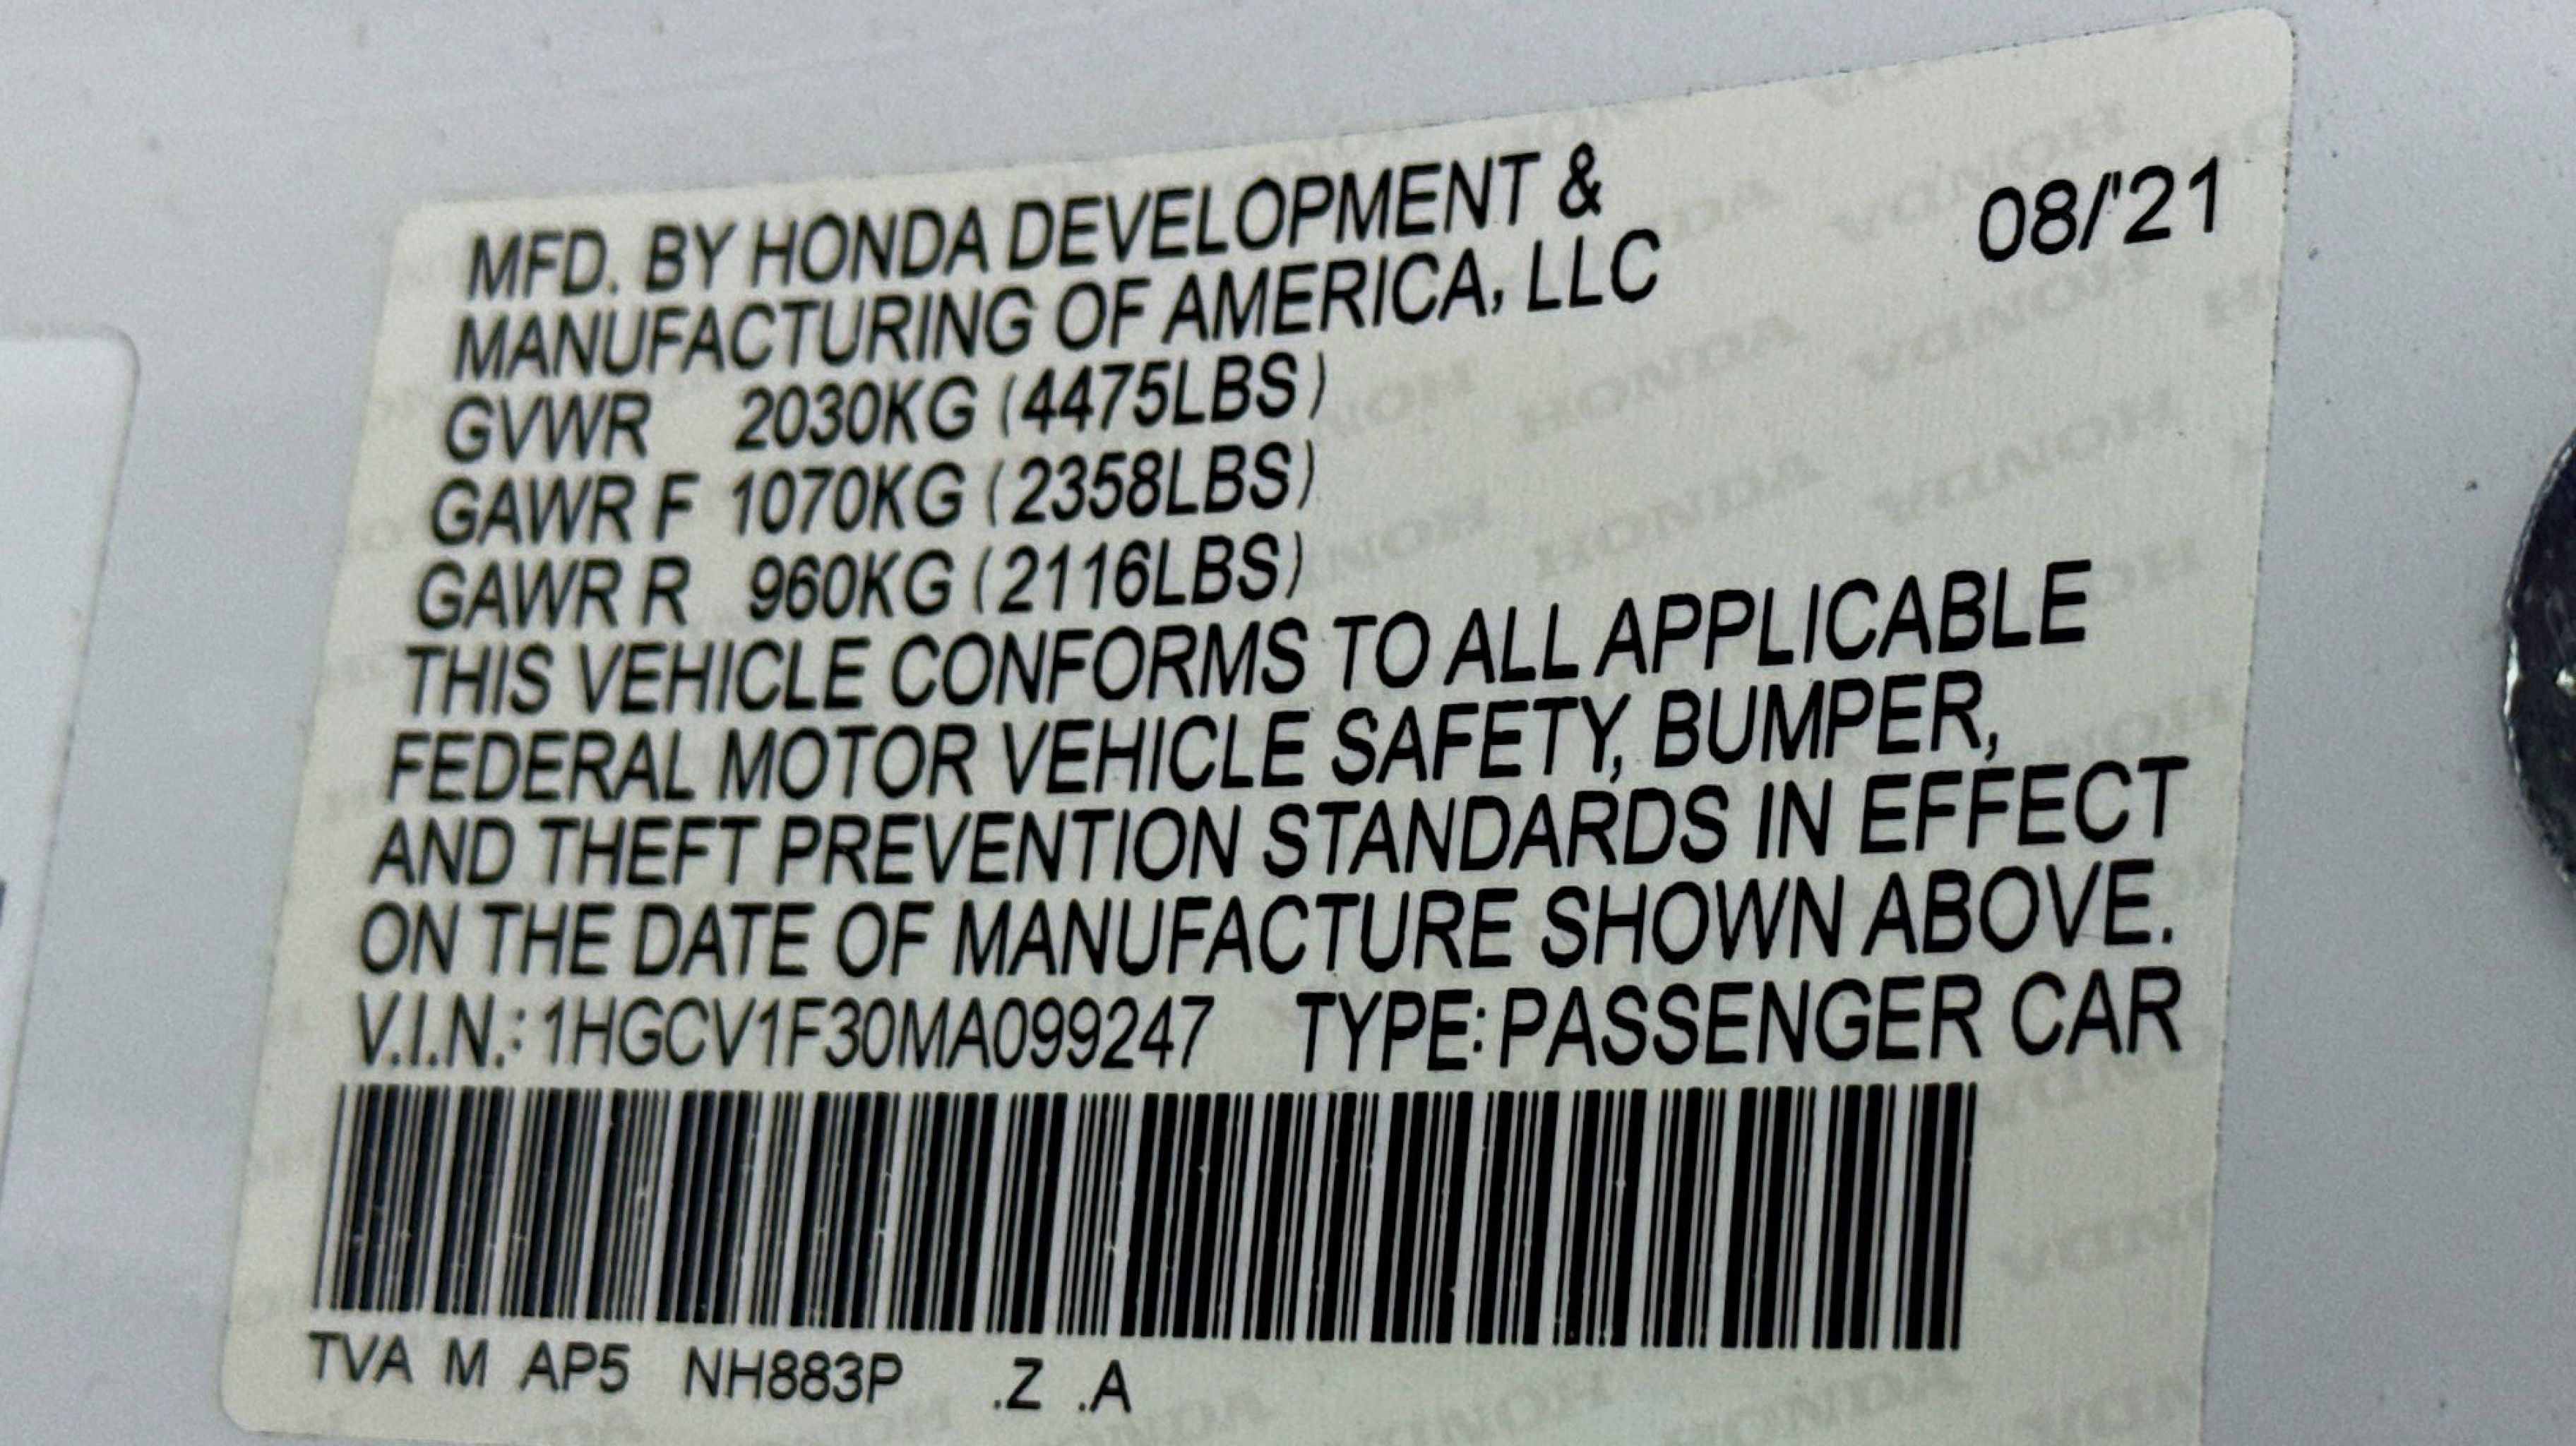 08/'21
MFD. BY HONDA DEVELOPMENT &
MANUFACTURING OF AMERICA, LLC
GVWR 2030KG (4475LBS)
GAWR F 1070KG (2358LBS)
GAWR R 960KG (2116LBS)
THIS VEHICLE CONFORMS TO ALL APPLICABLE
FEDERAL MOTOR VEHICLE SAFETY, BUMPER,
AND THEFT PREVENTION STANDARDS IN EFFECT
ON THE DATE OF MANUFACTURE SHOWN ABOVE.
V.I.N.: 1HGCV1F30MA099247 TYPE: PASSENGER CAR
TVA M AP5 NH883P .Z .A